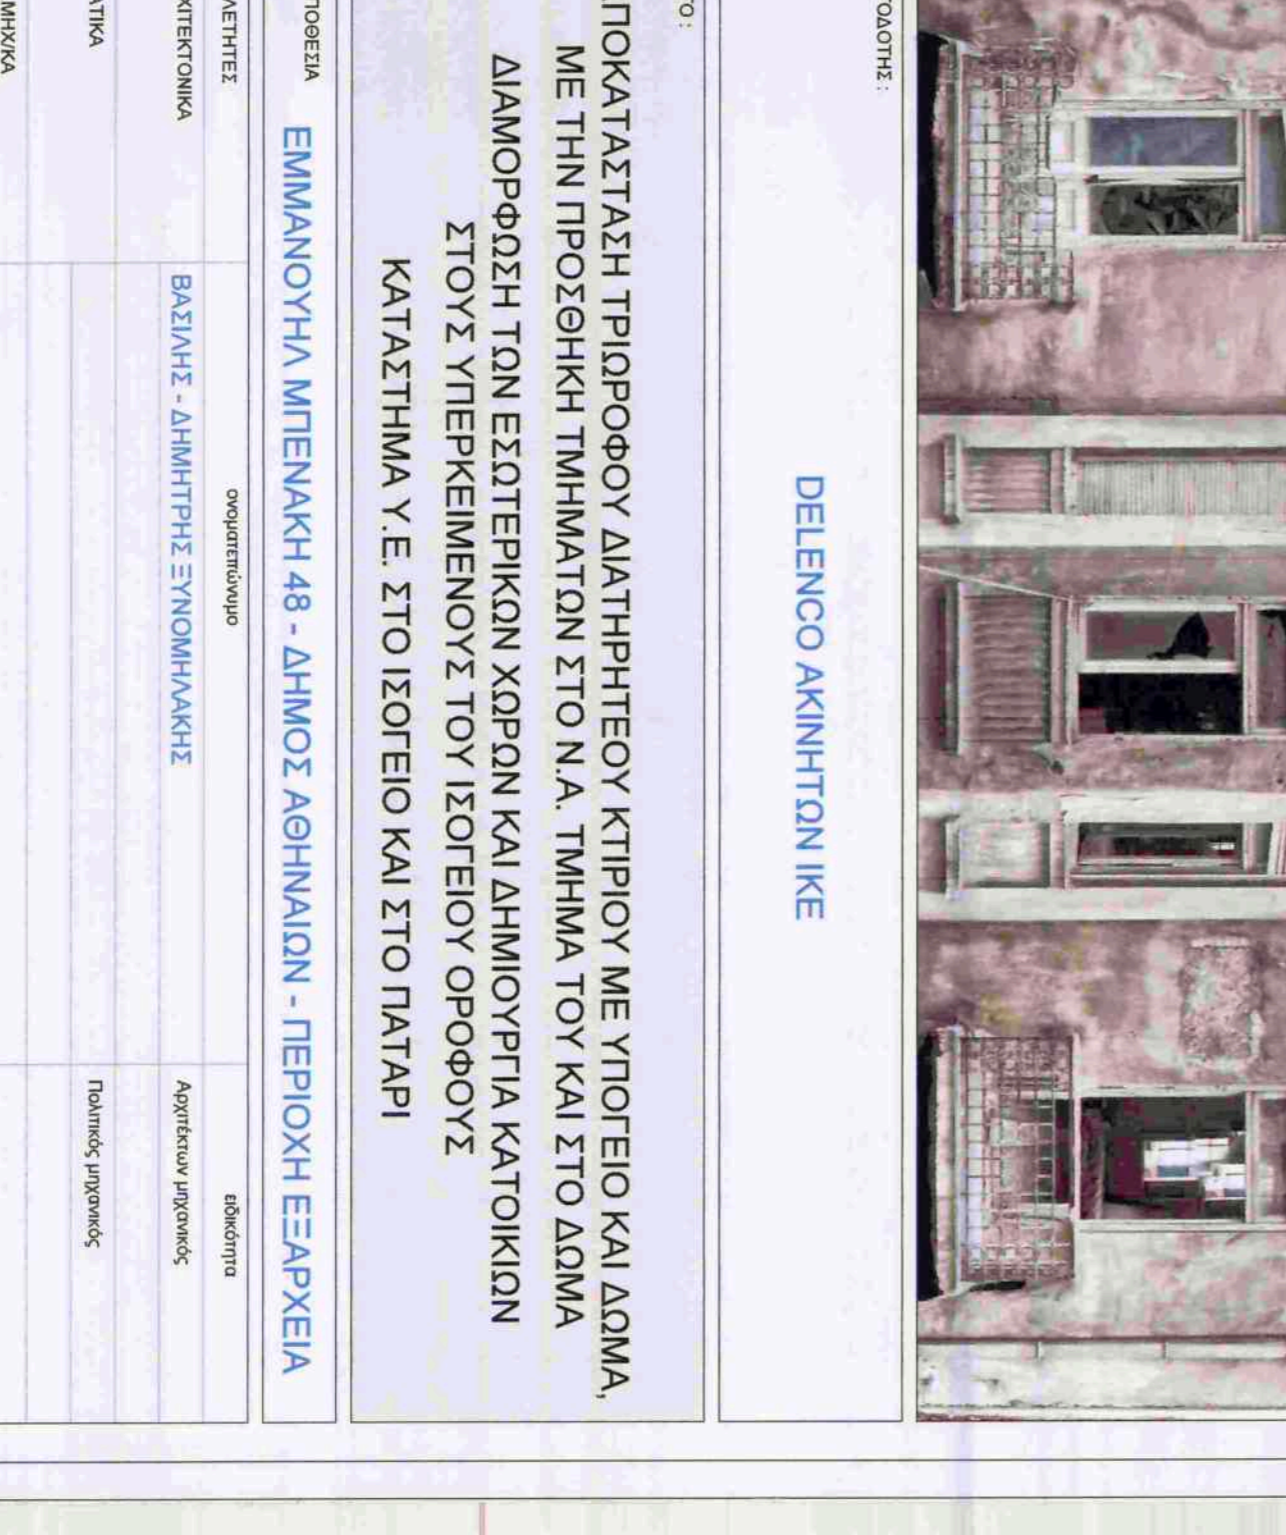 ΟΔΟΤΗΣ :
DELENCO ΑΚΙΝΗΤΩΝ ΙΚΕ
Ο :
ΠΟΚΑΤΑΣΤΑΣΗ ΤΡΙΩΡΟΦΟΥ ΔΙΑΤΗΡΗΤΕΟΥ ΚΤΙΡΙΟΥ ΜΕ ΥΠΟΓΕΙΟ ΚΑΙ ΔΩΜΑ,
ΜΕ ΤΗΝ ΠΡΟΣΘΗΚΗ ΤΜΗΜΑΤΩΝ ΣΤΟ Ν.Α. ΤΜΗΜΑ ΤΟΥ ΚΑΙ ΣΤΟ ΔΩΜΑ
ΔΙΑΜΟΡΦΩΣΗ ΤΩΝ ΕΣΩΤΕΡΙΚΩΝ ΧΩΡΩΝ ΚΑΙ ΔΗΜΙΟΥΡΓΙΑ ΚΑΤΟΙΚΙΩΝ
ΣΤΟΥΣ ΥΠΕΡΚΕΙΜΕΝΟΥΣ ΤΟΥ ΙΣΟΓΕΙΟΥ ΟΡΟΦΟΥΣ
ΚΑΤΑΣΤΗΜΑ Υ.Ε. ΣΤΟ ΙΣΟΓΕΙΟ ΚΑΙ ΣΤΟ ΠΑΤΑΡΙ
ΠΟΘΕΣΙΑ ΕΜΜΑΝΟΥΗΛ ΜΠΕΝΑΚΗ 48 - ΔΗΜΟΣ ΑΘΗΝΑΙΩΝ - ΠΕΡΙΟΧΗ ΕΞΑΡΧΕΙΑ
ΛΕΤΗΤΕΣ ονοματεπώνυμο ειδικότητα
ΧΙΤΕΚΤΟΝΙΚΑ ΒΑΣΙΛΗΣ - ΔΗΜΗΤΡΗΣ ΞΥΝΟΜΗΛΑΚΗΣ Αρχιτέκτων μηχανικός
ΑΤΙΚΑ Πολιτικός μηχανικός
ΜΗΧ/ΚΑ